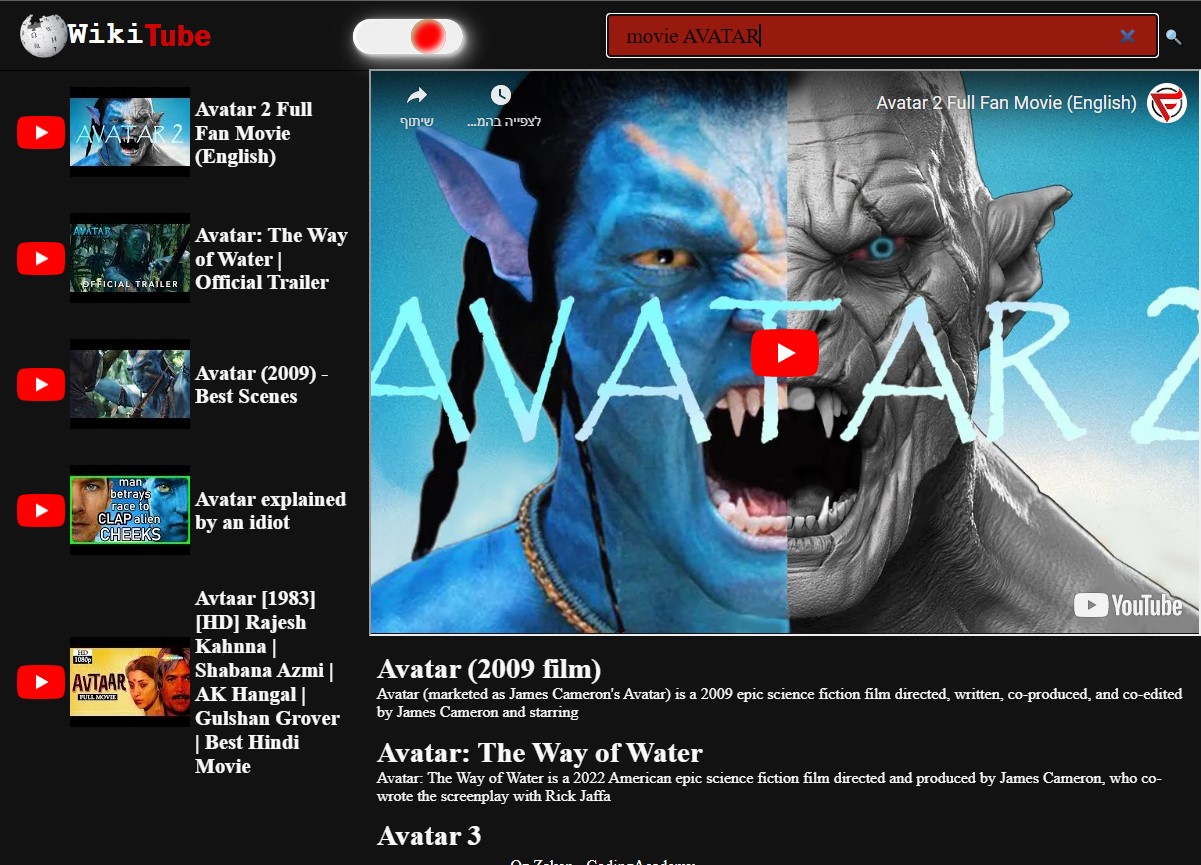 WikiTube
movie AVATAR
AVATAR 2
Avatar 2 Full
Fan Movie
(English)
AVATAR
OFFICIAL TRAILER
Avatar: The Way
of Water |
Official Trailer
Avatar (2009) -
Best Scenes
man
betrays
race to
CLAP alien
CHEEKS
Avatar explained
by an idiot
HD
1080p
AVTAAR
FULL MOVIE
Avtaar [1983]
[HD] Rajesh
Kahnna |
Shabana Azmi |
AK Hangal |
Gulshan Grover
| Best Hindi
Movie
שיתוף
לצפייה בהמ...
Avatar 2 Full Fan Movie (English)
AVATAR 2
YouTube
Avatar (2009 film)
Avatar (marketed as James Cameron's Avatar) is a 2009 epic science fiction film directed, written, co-produced, and co-edited
by James Cameron and starring
Avatar: The Way of Water
Avatar: The Way of Water is a 2022 American epic science fiction film directed and produced by James Cameron, who co-
wrote the screenplay with Rick Jaffa
Avatar 3